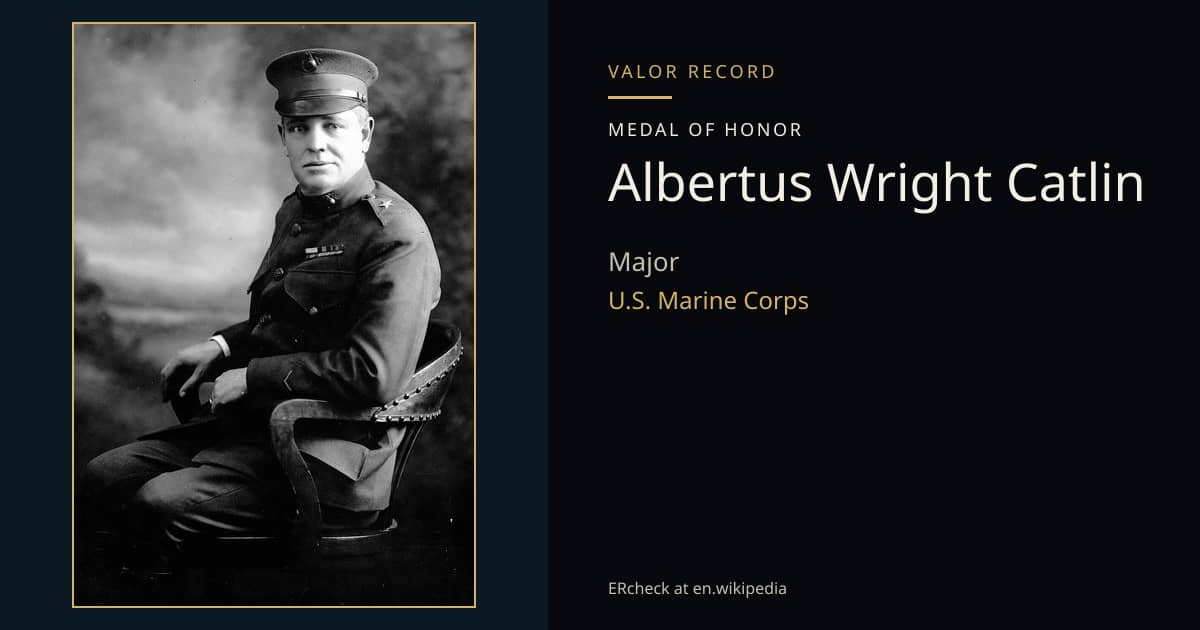 VALOR RECORD
MEDAL OF HONOR
Albertus Wright Catlin
Major
U.S. Marine Corps
ERcheck at en.wikipedia